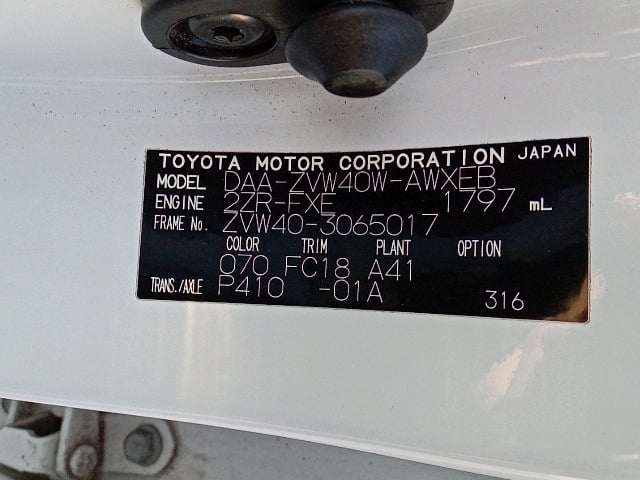 TOYOTA MOTOR CORPORATION JAPAN
MODEL DAA-ZVW40W-AWXEB
ENGINE 2ZR-FXE 1797 mL
FRAME No. ZVW40-3065017
COLOR TRIM PLANT OPTION
070 FC18 A41
TRANS./AXLE P410 -01A 316